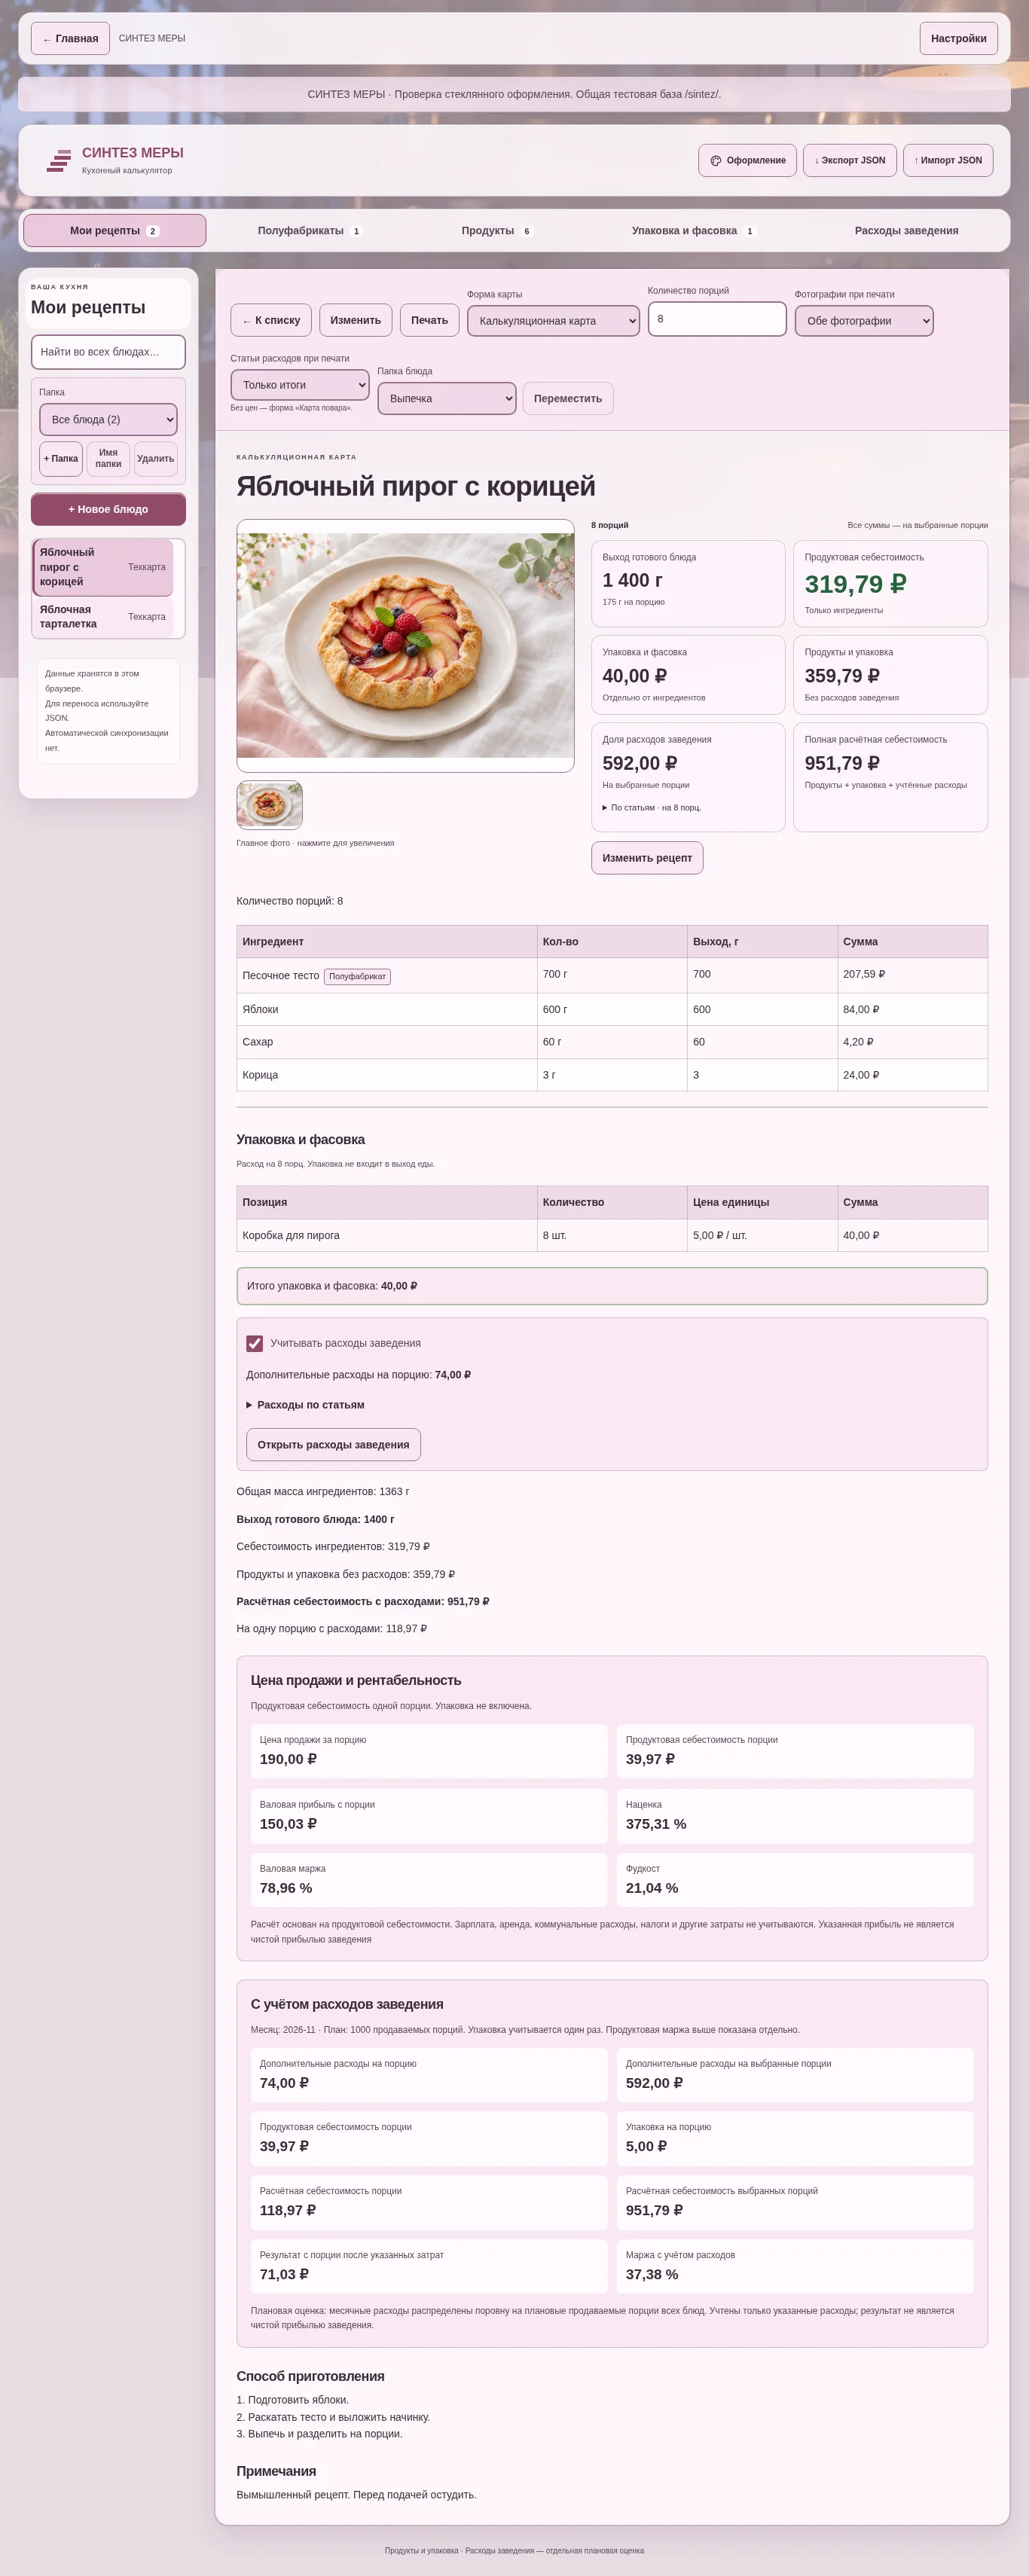 ← Главная
СИНТЕЗ МЕРЫ
Настройки
СИНТЕЗ МЕРЫ · Проверка стеклянного оформления. Общая тестовая база /sintez/.
СИНТЕЗ МЕРЫ
Кухонный калькулятор
Оформление
↓ Экспорт JSON
↑ Импорт JSON
Мои рецепты 2
Полуфабрикаты 1
Продукты 6
Упаковка и фасовка 1
Расходы заведения
ВАША КУХНЯ
Мои рецепты
Найти во всех блюдах…
Папка
Все блюда (2)
+ Папка
Имя
папки
Удалить
+ Новое блюдо
Яблочный
пирог с
корицей
Техкарта
Яблочная
тарталетка
Техкарта
Данные хранятся в этом
браузере.
Для переноса используйте
JSON.
Автоматической синхронизации
нет.
← К списку
Изменить
Печать
Форма карты
Калькуляционная карта
Количество порций
8
Фотографии при печати
Обе фотографии
Статьи расходов при печати
Только итоги
Без цен — форма «Карта повара».
Папка блюда
Выпечка
Переместить
КАЛЬКУЛЯЦИОННАЯ КАРТА
Яблочный пирог с корицей
Главное фото · нажмите для увеличения
8 порций
Все суммы — на выбранные порции
Выход готового блюда
1 400 г
175 г на порцию
Продуктовая себестоимость
319,79 ₽
Только ингредиенты
Упаковка и фасовка
40,00 ₽
Отдельно от ингредиентов
Продукты и упаковка
359,79 ₽
Без расходов заведения
Доля расходов заведения
592,00 ₽
На выбранные порции
▶ По статьям · на 8 порц.
Полная расчётная себестоимость
951,79 ₽
Продукты + упаковка + учтённые расходы
Изменить рецепт
Количество порций: 8
Ингредиент Кол-во Выход, г Сумма
Песочное тесто Полуфабрикат 700 г 700 207,59 ₽
Яблоки 600 г 600 84,00 ₽
Сахар 60 г 60 4,20 ₽
Корица 3 г 3 24,00 ₽
Упаковка и фасовка
Расход на 8 порц. Упаковка не входит в выход еды.
Позиция Количество Цена единицы Сумма
Коробка для пирога 8 шт. 5,00 ₽ / шт. 40,00 ₽
Итого упаковка и фасовка: 40,00 ₽
Учитывать расходы заведения
Дополнительные расходы на порцию: 74,00 ₽
▶ Расходы по статьям
Открыть расходы заведения
Общая масса ингредиентов: 1363 г
Выход готового блюда: 1400 г
Себестоимость ингредиентов: 319,79 ₽
Продукты и упаковка без расходов: 359,79 ₽
Расчётная себестоимость с расходами: 951,79 ₽
На одну порцию с расходами: 118,97 ₽
Цена продажи и рентабельность
Продуктовая себестоимость одной порции. Упаковка не включена.
Цена продажи за порцию
190,00 ₽
Продуктовая себестоимость порции
39,97 ₽
Валовая прибыль с порции
150,03 ₽
Наценка
375,31 %
Валовая маржа
78,96 %
Фудкост
21,04 %
Расчёт основан на продуктовой себестоимости. Зарплата, аренда, коммунальные расходы, налоги и другие затраты не учитываются. Указанная прибыль не является
чистой прибылью заведения
С учётом расходов заведения
Месяц: 2026-11 · План: 1000 продаваемых порций. Упаковка учитывается один раз. Продуктовая маржа выше показана отдельно.
Дополнительные расходы на порцию
74,00 ₽
Дополнительные расходы на выбранные порции
592,00 ₽
Продуктовая себестоимость порции
39,97 ₽
Упаковка на порцию
5,00 ₽
Расчётная себестоимость порции
118,97 ₽
Расчётная себестоимость выбранных порций
951,79 ₽
Результат с порции после указанных затрат
71,03 ₽
Маржа с учётом расходов
37,38 %
Плановая оценка: месячные расходы распределены поровну на плановые продаваемые порции всех блюд. Учтены только указанные расходы; результат не является
чистой прибылью заведения.
Способ приготовления
1. Подготовить яблоки.
2. Раскатать тесто и выложить начинку.
3. Выпечь и разделить на порции.
Примечания
Вымышленный рецепт. Перед подачей остудить.
Продукты и упаковка · Расходы заведения — отдельная плановая оценка